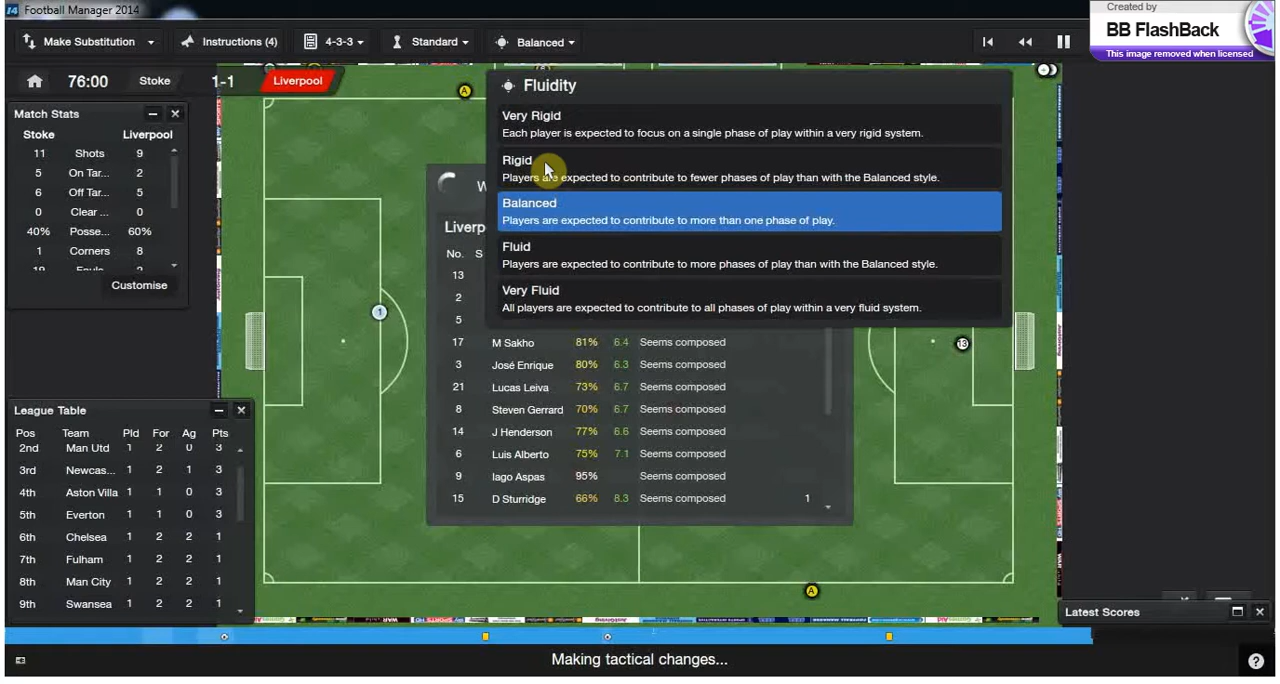 Football Manager 2014
Created by
BB FlashBack
This image removed when licensed
Make Substitution
Instructions (4)
4-3-3
Standard
Balanced
76:00
Stoke
1-1
Liverpool
Match Stats
Stoke Liverpool
11 Shots 9
5 On Tar... 2
6 Off Tar... 5
0 Clear ... 0
40% Posse... 60%
1 Corners 8
Customise
Fluidity
Very Rigid
Each player is expected to focus on a single phase of play within a very rigid system.
Rigid
Players are expected to contribute to fewer phases of play than with the Balanced style.
Balanced
Players are expected to contribute to more than one phase of play.
Fluid
Players are expected to contribute to more phases of play than with the Balanced style.
Very Fluid
All players are expected to contribute to all phases of play within a very fluid system.
Liverp
No. S
13
2
5
17 M Sakho 81% 6.4 Seems composed
3 José Enrique 80% 6.3 Seems composed
21 Lucas Leiva 73% 6.7 Seems composed
8 Steven Gerrard 70% 6.7 Seems composed
14 J Henderson 77% 6.6 Seems composed
6 Luis Alberto 75% 7.1 Seems composed
9 Iago Aspas 95% Seems composed
15 D Sturridge 66% 8.3 Seems composed 1
A
1
13
A
League Table
Pos Team Pld For Ag Pts
2nd Man Utd 1 2 0 3
3rd Newcas... 1 2 1 3
4th Aston Villa 1 1 0 3
5th Everton 1 1 0 3
6th Chelsea 1 2 2 1
7th Fulham 1 2 2 1
8th Man City 1 2 2 1
9th Swansea 1 2 2 1
Latest Scores
Making tactical changes...
?